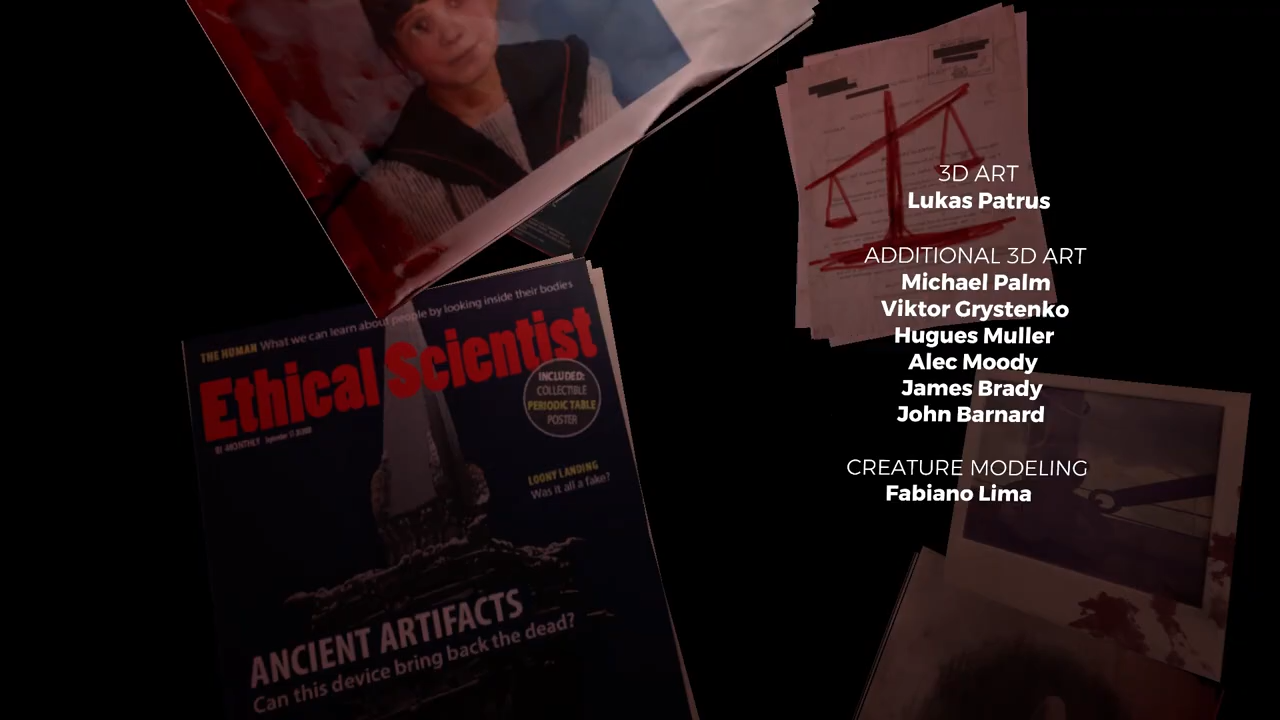 THE HUMAN What we can learn about people by looking inside their bodies
Ethical Scientist
BI-MONTHLY
INCLUDED:
COLLECTIBLE
PERIODIC TABLE
POSTER
LOONY LANDING
Was it all a fake?
ANCIENT ARTIFACTS
Can this device bring back the dead?
3D ART
Lukas Patrus
ADDITIONAL 3D ART
Michael Palm
Viktor Grystenko
Hugues Muller
Alec Moody
James Brady
John Barnard
CREATURE MODELING
Fabiano Lima